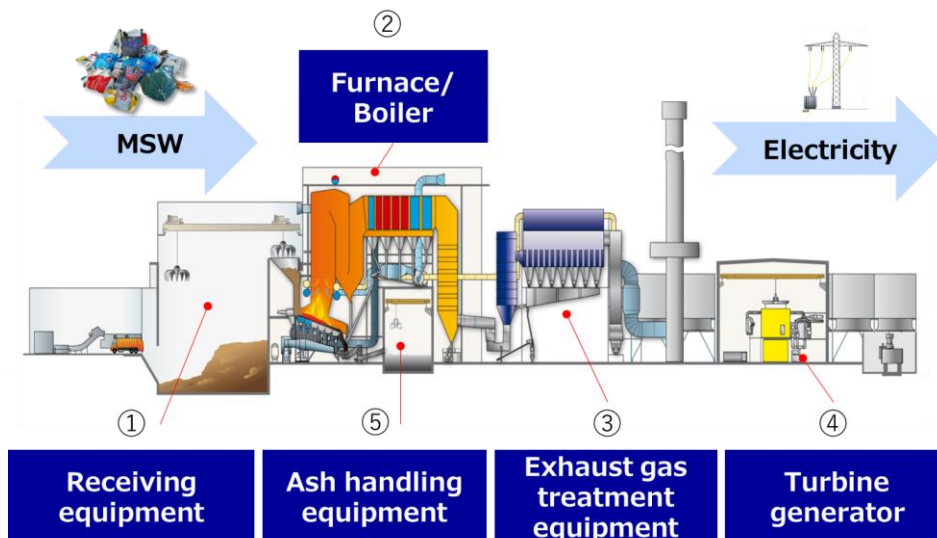 ②
Furnace/
Boiler
MSW
Electricity
①
⑤
③
④
Receiving
equipment
Ash handling
equipment
Exhaust gas
treatment
equipment
Turbine
generator